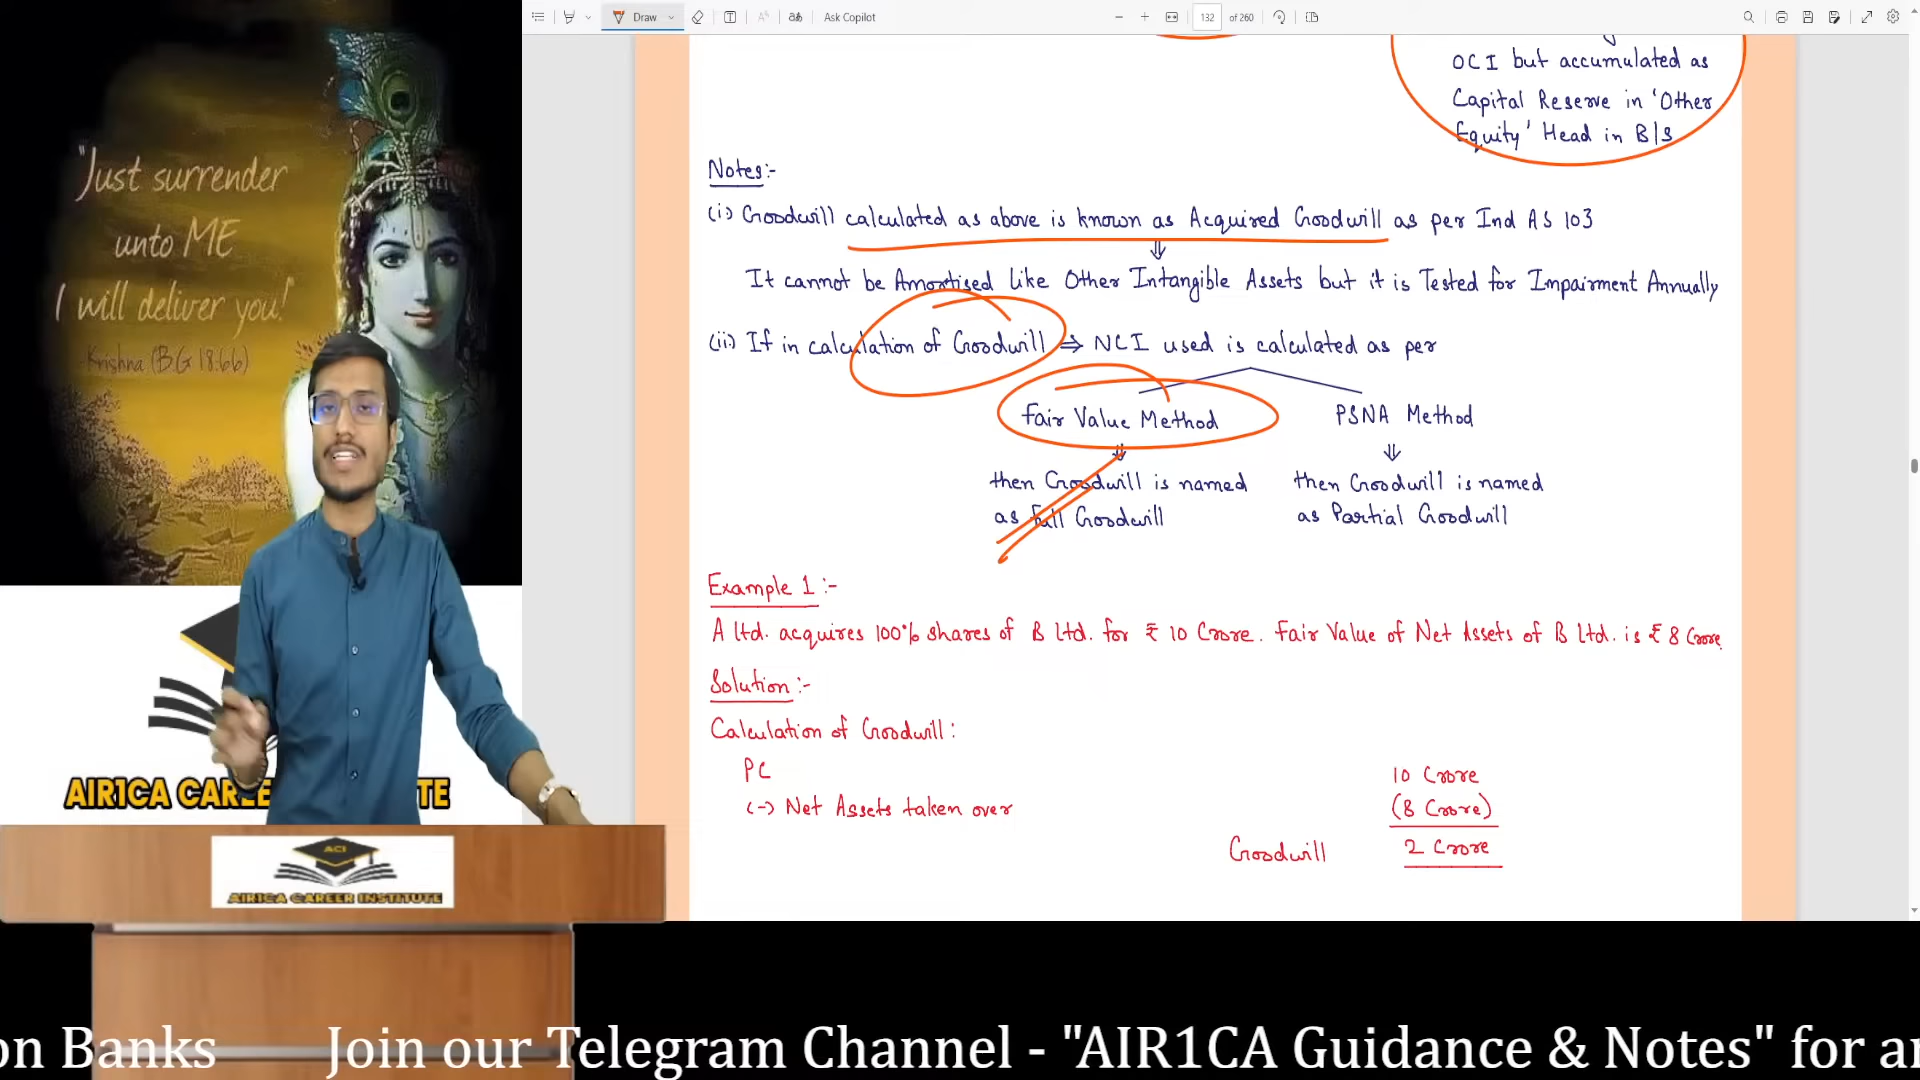 Draw
Ask Copilot
132 of 260
OCI but accumulated as
Capital Reserve in 'Other
Equity' Head in B|S
"Just surrender
unto ME
I will deliver you!"
-Krishna (B.G 18:66)
Notes:-
(i) Goodwill calculated as above is known as Acquired Goodwill as per Ind AS 103
⇓
It cannot be Amortised Like Other Intangible Assets but it is Tested for Impairment Annually
(ii) If in calculation of Goodwill ⇒ NCI used is calculated as per
Fair Value Method PSNA Method
⇓ ⇓
then Goodwill is named then Goodwill is named
as Full Goodwill as Partial Goodwill
Example 1:-
A Ltd. acquires 100% shares of B Ltd. for ₹ 10 Crore. Fair Value of Net Assets of B Ltd. is ₹ 8 Crore.
Solution:-
Calculation of Goodwill:
PC 10 Crore
(-) Net Assets taken over (8 Crore)
Goodwill 2 Crore
AIR1CA CAREE TE
ACI
AIR1CA CAREER INSTITUTE
on Banks Join our Telegram Channel - "AIR1CA Guidance & Notes" for